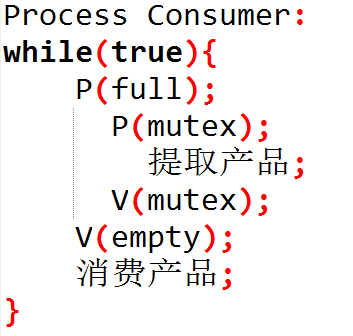 Process Consumer:
while(true){
P(full);
P(mutex);
提取产品;
V(mutex);
V(empty);
消费产品;
}